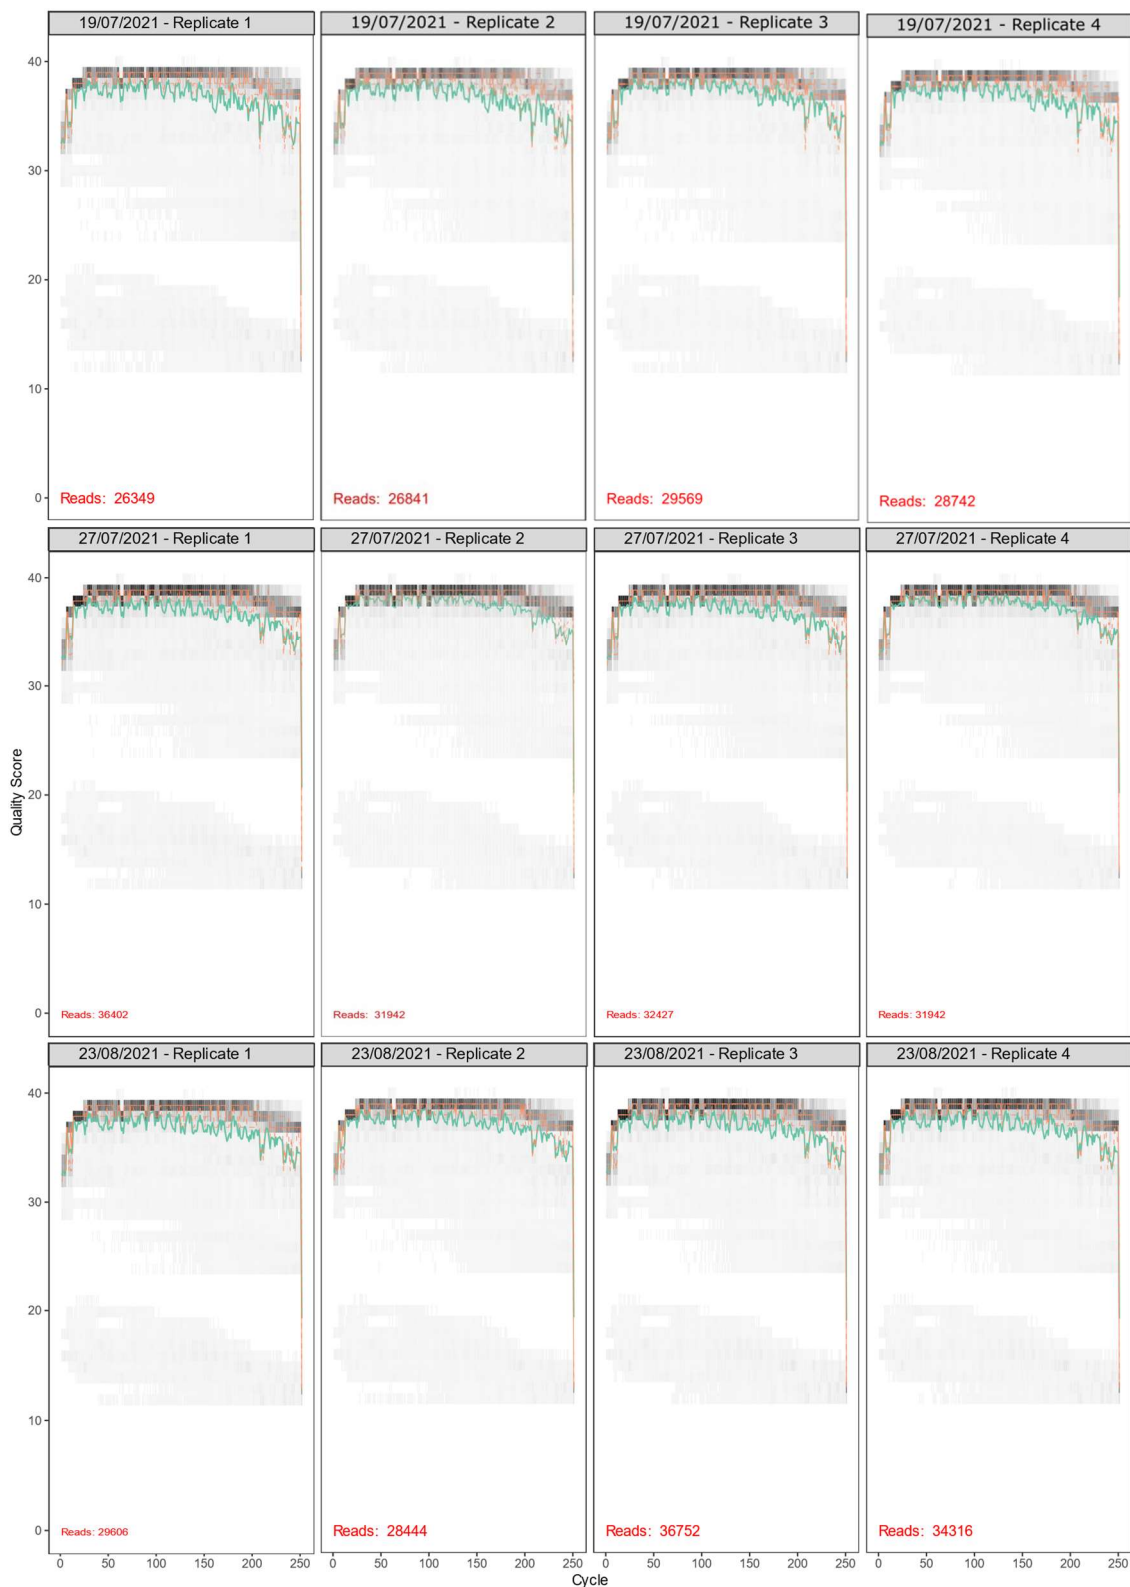 19/07/2021 - Replicate 1
19/07/2021 - Replicate 2
19/07/2021 - Replicate 3
19/07/2021 - Replicate 4
40
30
20
10
0
Reads: 26349
Reads: 26841
Reads: 29569
Reads: 28742
27/07/2021 - Replicate 1
27/07/2021 - Replicate 2
27/07/2021 - Replicate 3
27/07/2021 - Replicate 4
40
30
20
10
0
Quality Score
Reads: 36402
Reads: 31942
Reads: 32427
Reads: 31942
23/08/2021 - Replicate 1
23/08/2021 - Replicate 2
23/08/2021 - Replicate 3
23/08/2021 - Replicate 4
40
30
20
10
0
Reads: 29606
Reads: 28444
Reads: 36752
Reads: 34316
0 50 100 150 200 250
0 50 100 150 200 250
0 50 100 150 200 250
0 50 100 150 200 250
Cycle